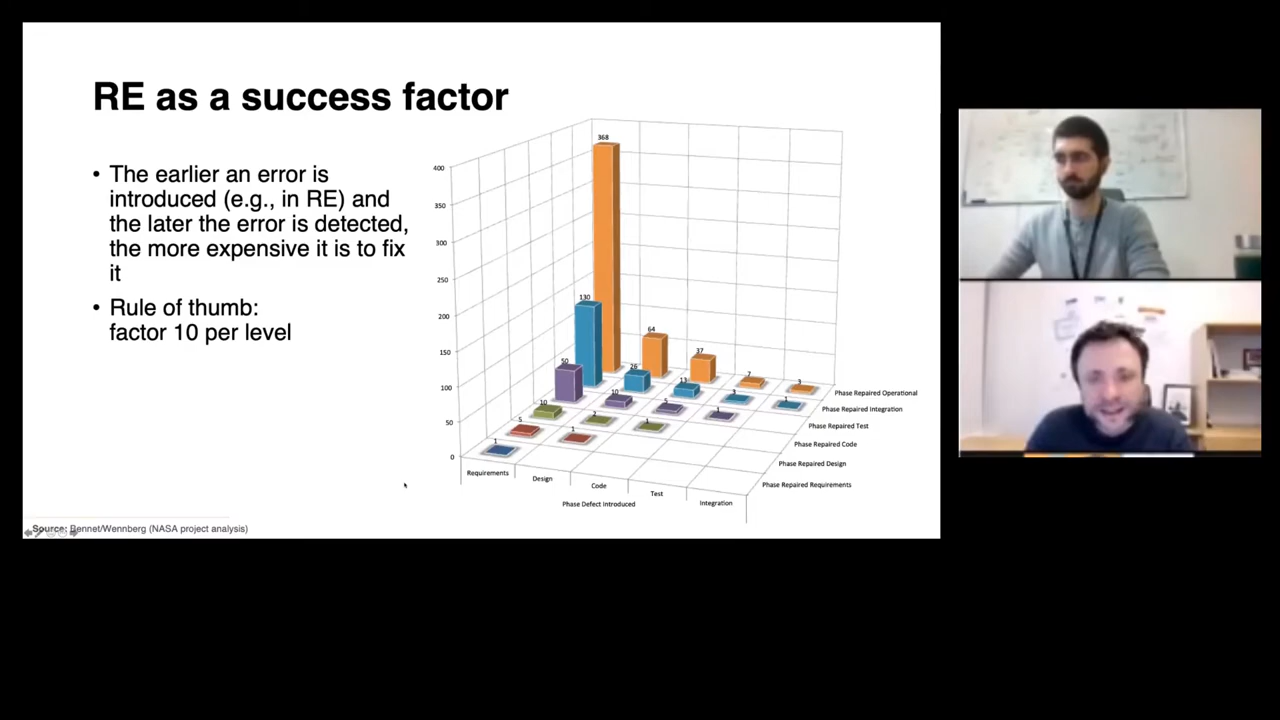 RE as a success factor
• The earlier an error is
introduced (e.g., in RE) and
the later the error is detected,
the more expensive it is to fix
it
• Rule of thumb:
factor 10 per level
400
350
300
250
200
150
100
50
0
368
130
64
50
26
37
10
10
13
7
3
5
2
5
3
1
1
1
1
1
1
Phase Repaired Operational
Phase Repaired Integration
Phase Repaired Test
Phase Repaired Code
Phase Repaired Design
Phase Repaired Requirements
Requirements
Design
Code
Test
Integration
Phase Defect Introduced
Source: Bennet/Wennberg (NASA project analysis)